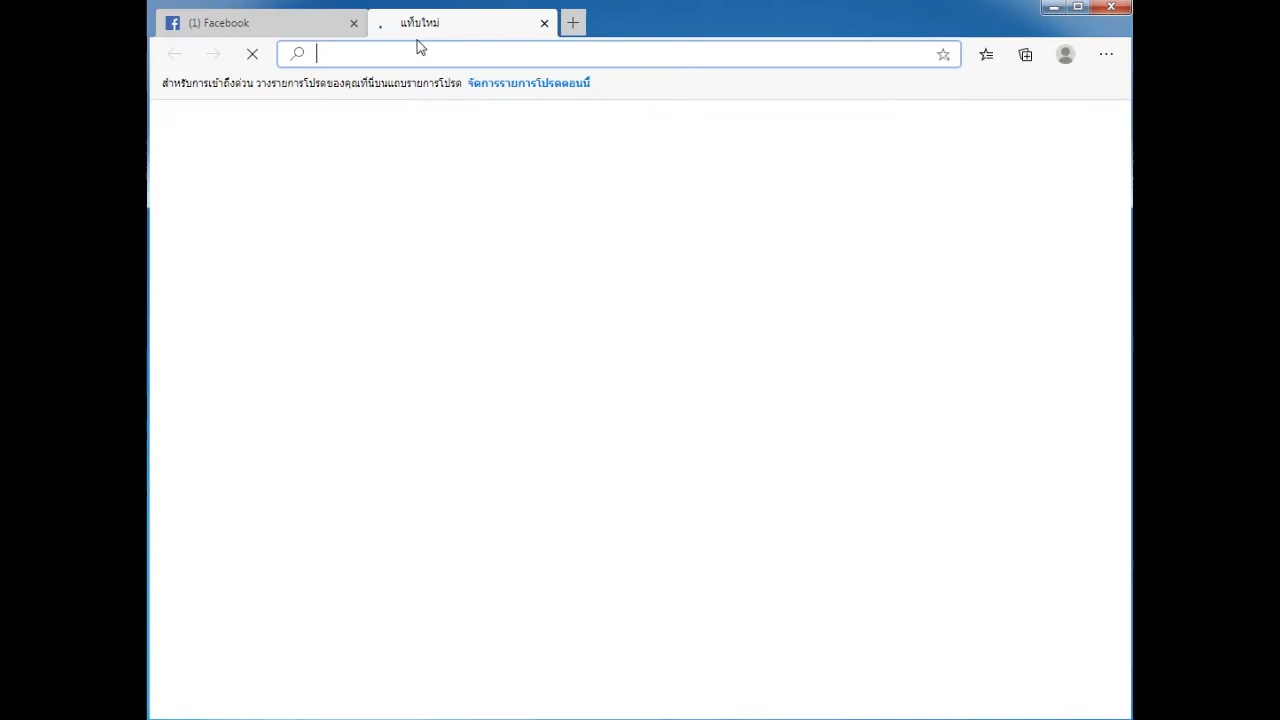 (1) Facebook
แท็บใหม่
สำหรับการเข้าถึงด่วน วางรายการโปรดของคุณที่นี่บนแถบรายการโปรด จัดการรายการโปรดตอนนี้